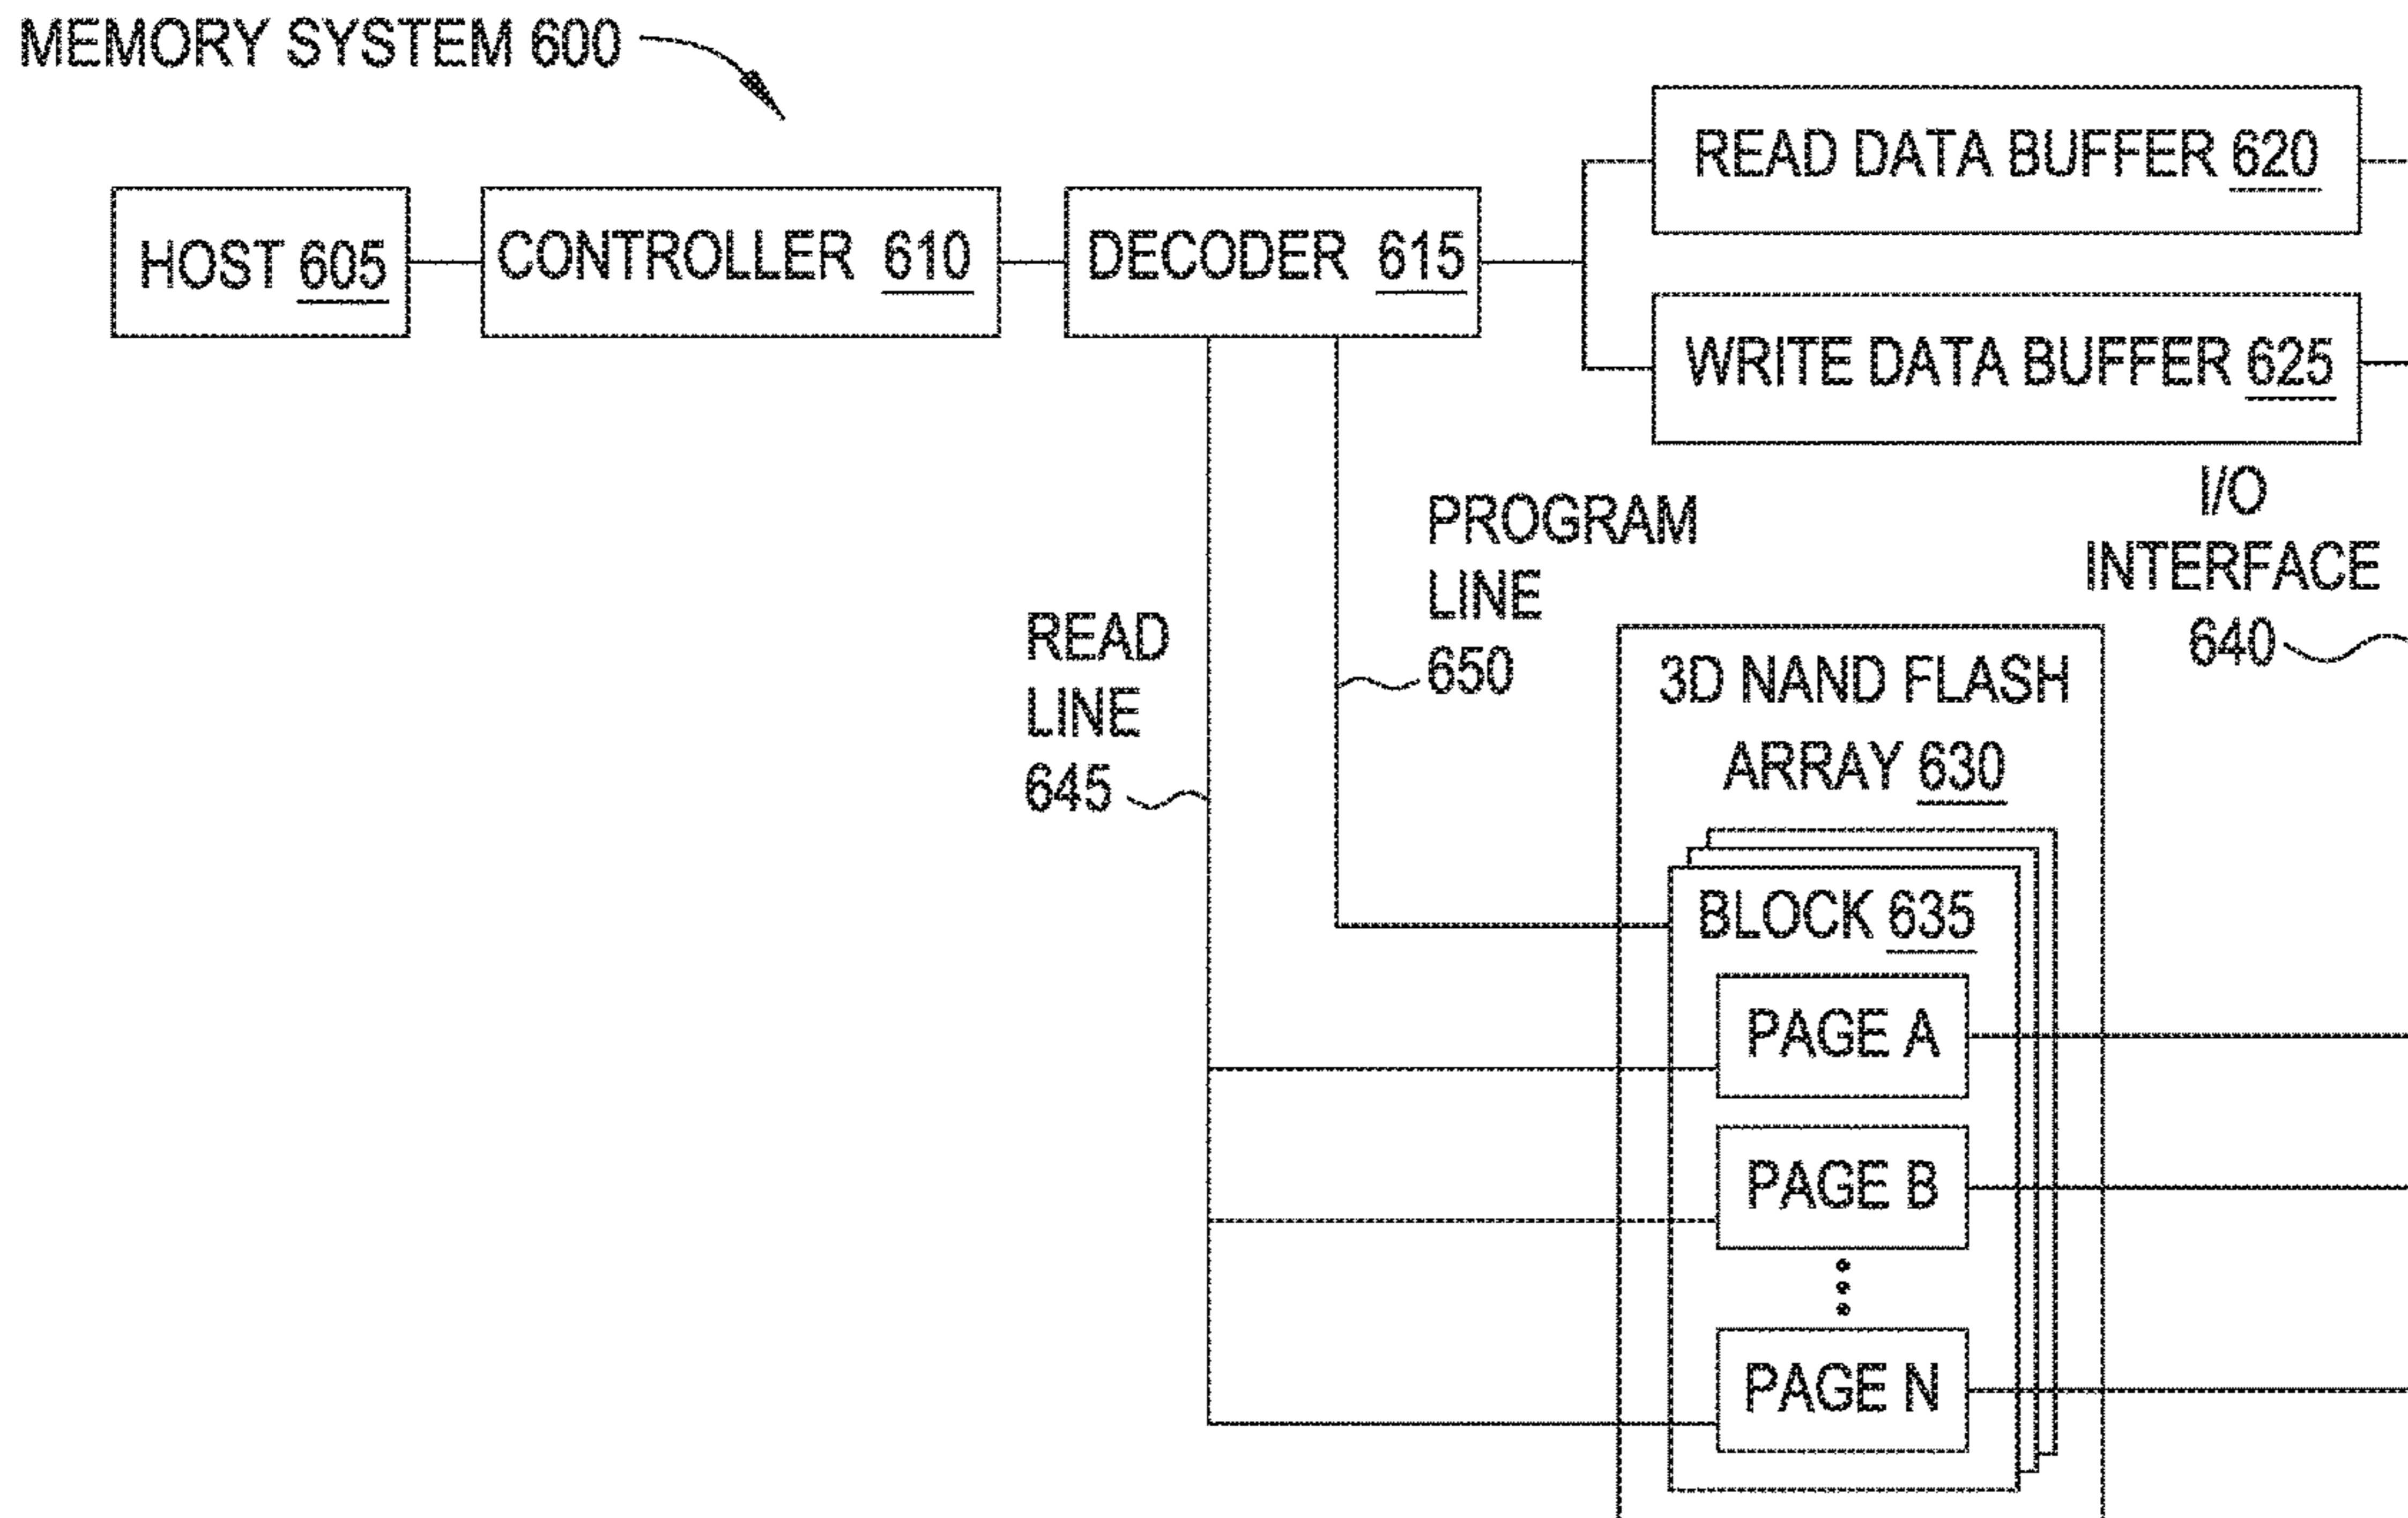 MEMORY SYSTEM 600
READ DATA BUFFER 620
HOST 605
CONTROLLER 610
DECODER 615
WRITE DATA BUFFER 625
I/O
INTERFACE
640
PROGRAM
LINE
650
READ
LINE
645
3D NAND FLASH
ARRAY 630
BLOCK 635
PAGE A
PAGE B
PAGE N